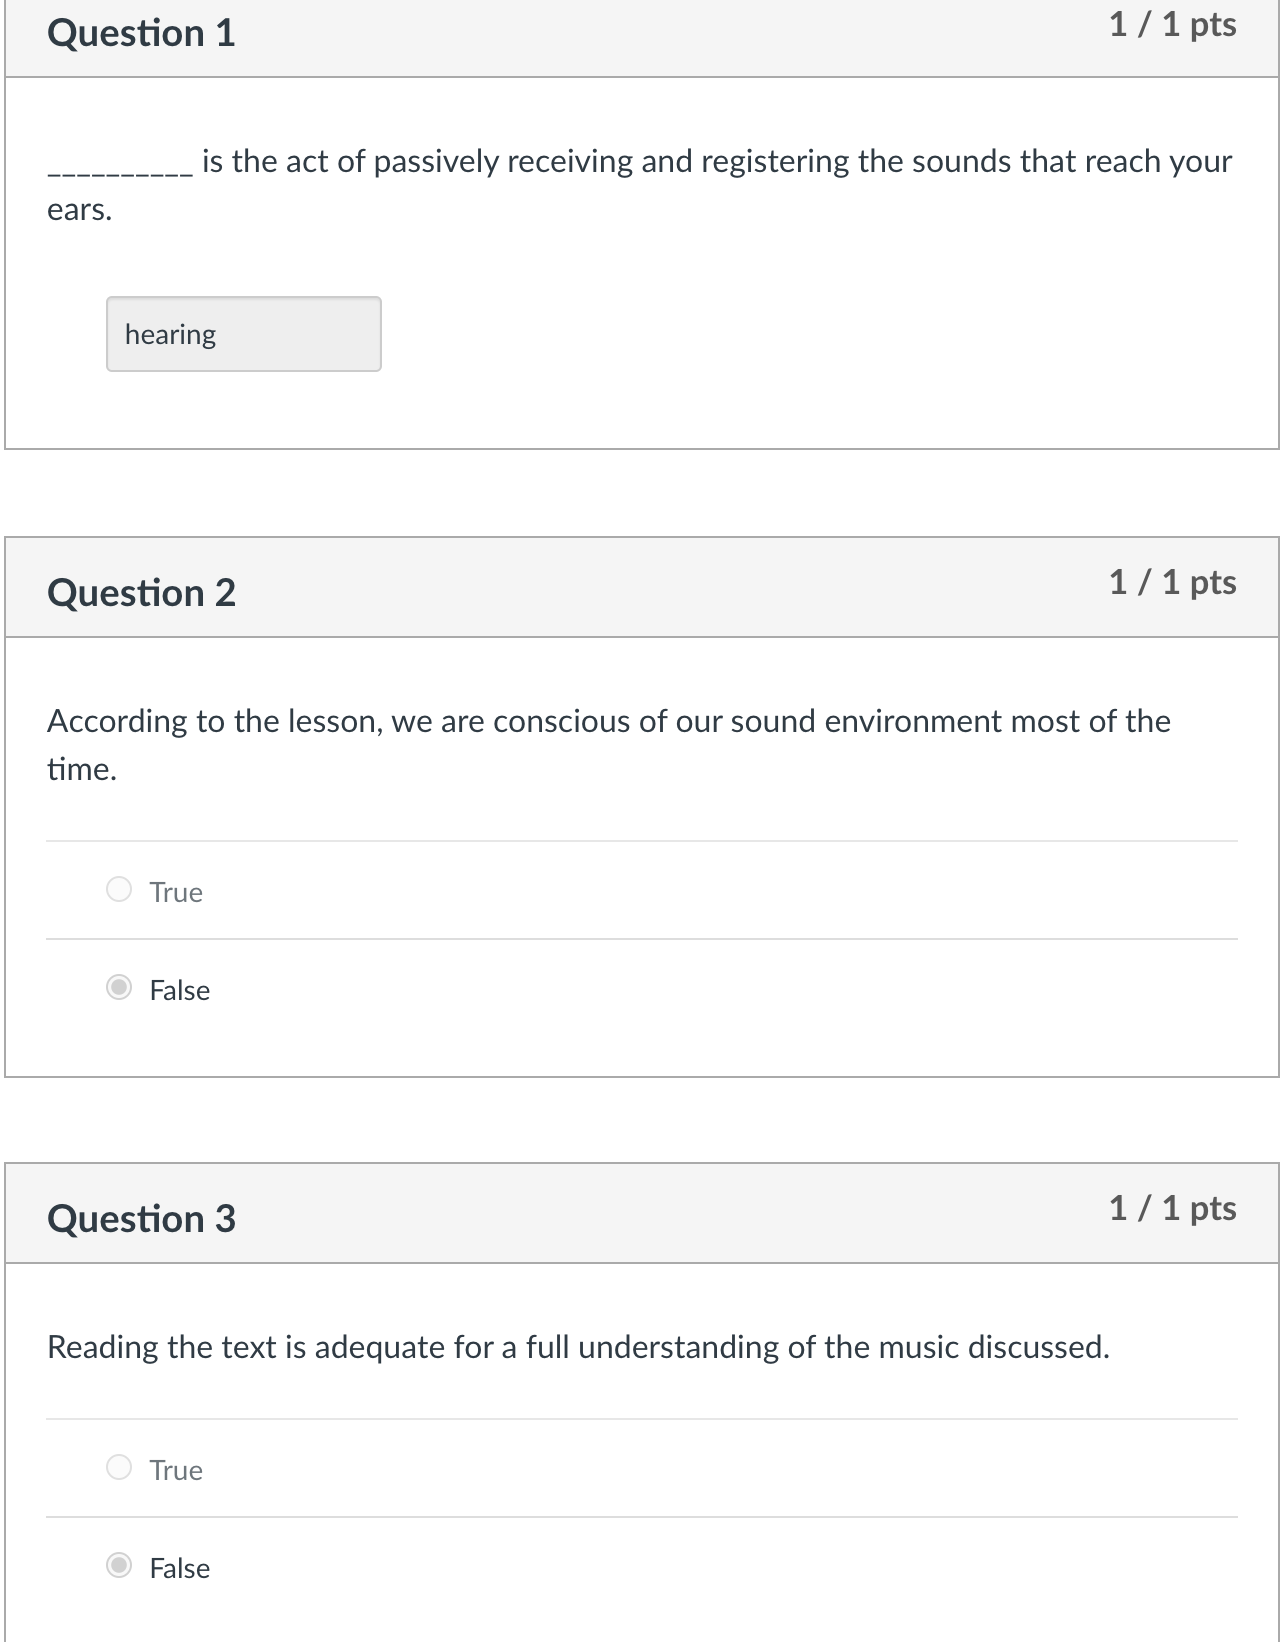 Question 1
1 / 1 pts
__________ is the act of passively receiving and registering the sounds that reach your
ears.
hearing
Question 2
1 / 1 pts
According to the lesson, we are conscious of our sound environment most of the
time.
True
False
Question 3
1 / 1 pts
Reading the text is adequate for a full understanding of the music discussed.
True
False